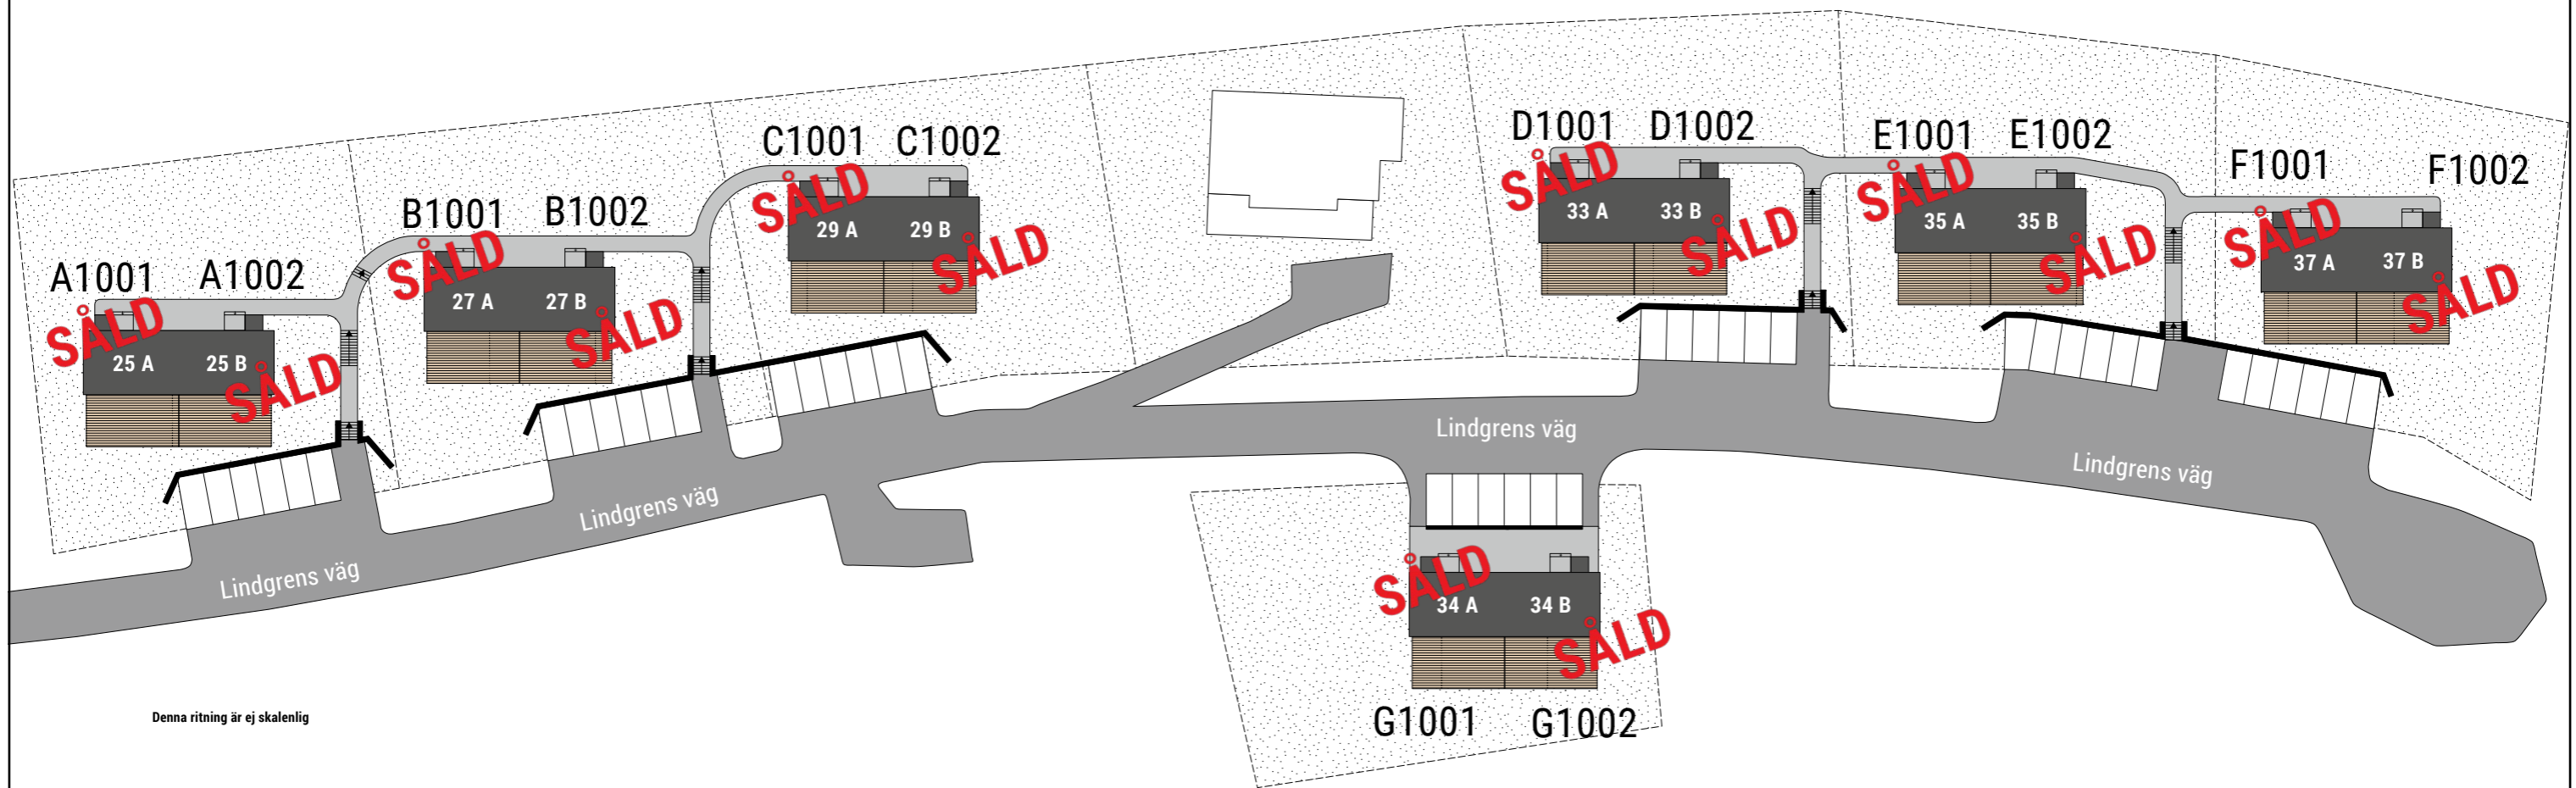 A1001 A1002
SÅLD
25 A 25 B
SÅLD
B1001 B1002
SÅLD
27 A 27 B
SÅLD
C1001 C1002
SÅLD
29 A 29 B
SÅLD
D1001 D1002
SÅLD
33 A 33 B
SÅLD
E1001 E1002
SÅLD
35 A 35 B
SÅLD
F1001 F1002
SÅLD
37 A 37 B
SÅLD
Lindgrens väg
Lindgrens väg
Lindgrens väg
Lindgrens väg
SÅLD
34 A 34 B
SÅLD
G1001 G1002
Denna ritning är ej skalenlig